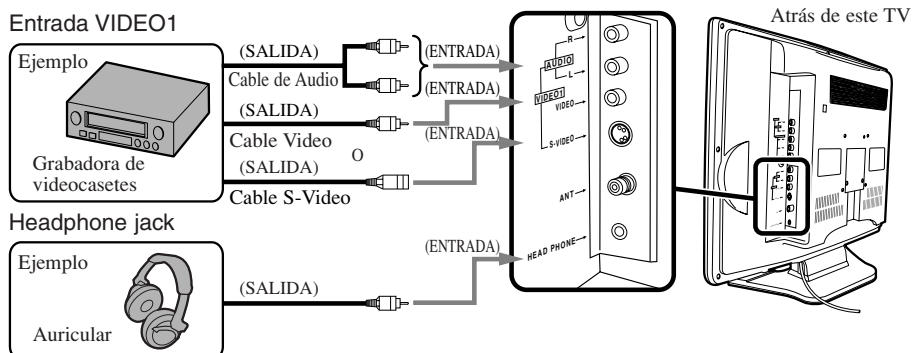 Entrada VIDEO1
Ejemplo
Grabadora de
videocasetes
(SALIDA)
Cable de Audio
(SALIDA)
Cable Video
O
(SALIDA)
Cable S-Video
(ENTRADA)
(ENTRADA)
(ENTRADA)
R
AUDIO
L
VIDEO1
VIDEO
S-VIDEO
ANT
HEAD PHONE
Atrás de este TV
Headphone jack
Ejemplo
Auricular
(SALIDA)
(ENTRADA)